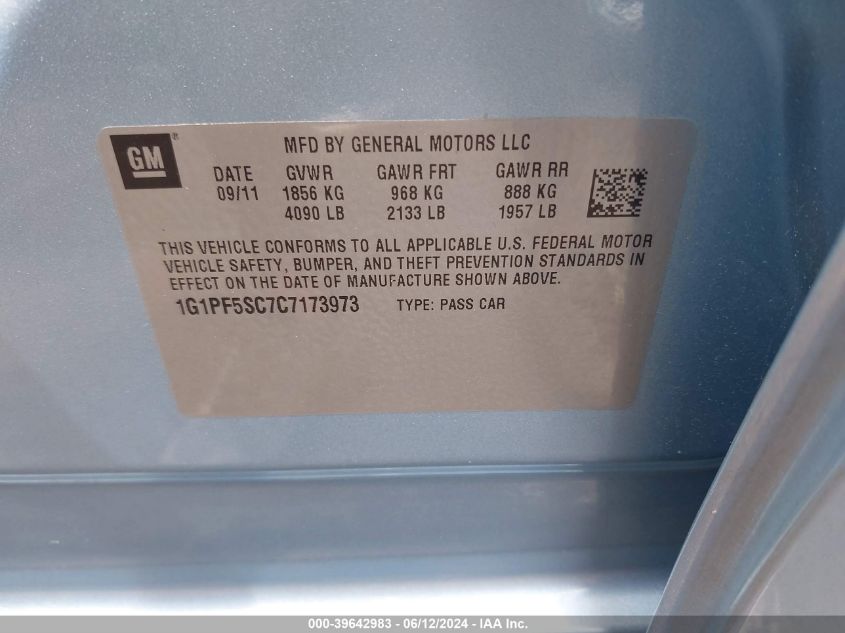 GM ®
MFD BY GENERAL MOTORS LLC
DATE GVWR GAWR FRT GAWR RR
09/11 1856 KG 968 KG 888 KG
4090 LB 2133 LB 1957 LB
THIS VEHICLE CONFORMS TO ALL APPLICABLE U.S. FEDERAL MOTOR
VEHICLE SAFETY, BUMPER, AND THEFT PREVENTION STANDARDS IN
EFFECT ON THE DATE OF MANUFACTURE SHOWN ABOVE.
1G1PF5SC7C7173973 TYPE: PASS CAR
000-39642983 - 06/12/2024 - IAA Inc.